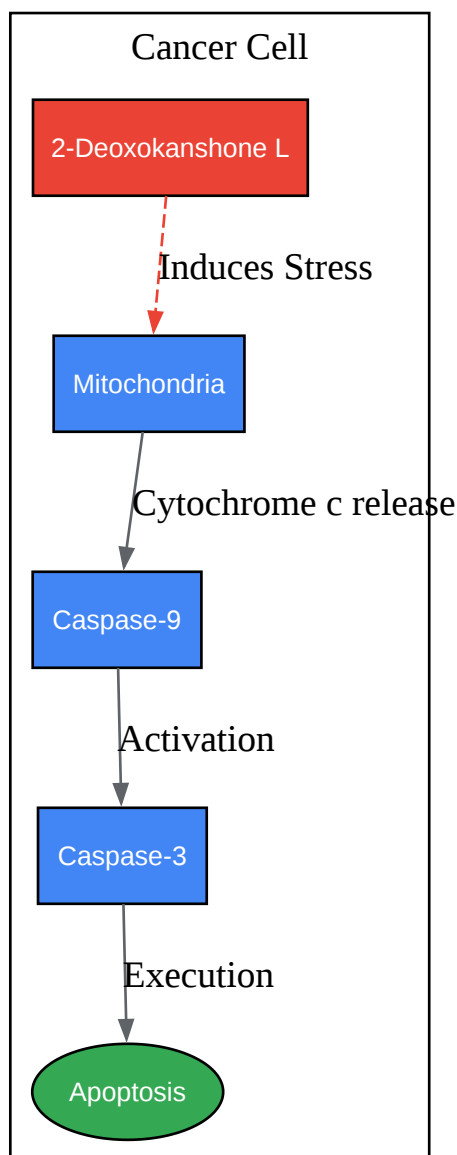 Cancer Cell
2-Deoxokanshone L
Induces Stress
Mitochondria
Cytochrome c release
Caspase-9
Activation
Caspase-3
Execution
Apoptosis